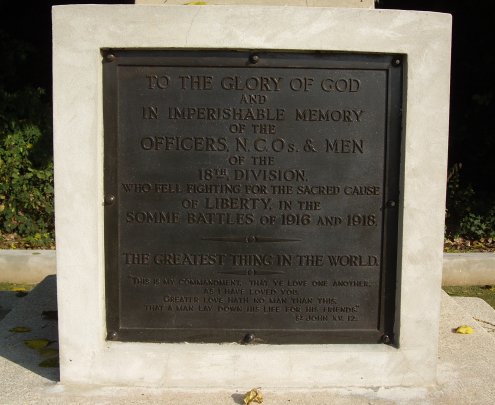 TO THE GLORY OF GOD
AND
IN IMPERISHABLE MEMORY
OF THE
OFFICERS, N.C.Os. & MEN
OF THE
18TH. DIVISION.
WHO FELL FIGHTING FOR THE SACRED CAUSE
OF LIBERTY, IN THE
SOMME BATTLES OF 1916 AND 1918.
THE GREATEST THING IN THE WORLD.
"THIS IS MY COMMANDMENT, THAT YE LOVE ONE ANOTHER,
AS I HAVE LOVED YOU.
GREATER LOVE HATH NO MAN THAN THIS,
THAT A MAN LAY DOWN HIS LIFE FOR HIS FRIENDS"
St JOHN XV. 12.